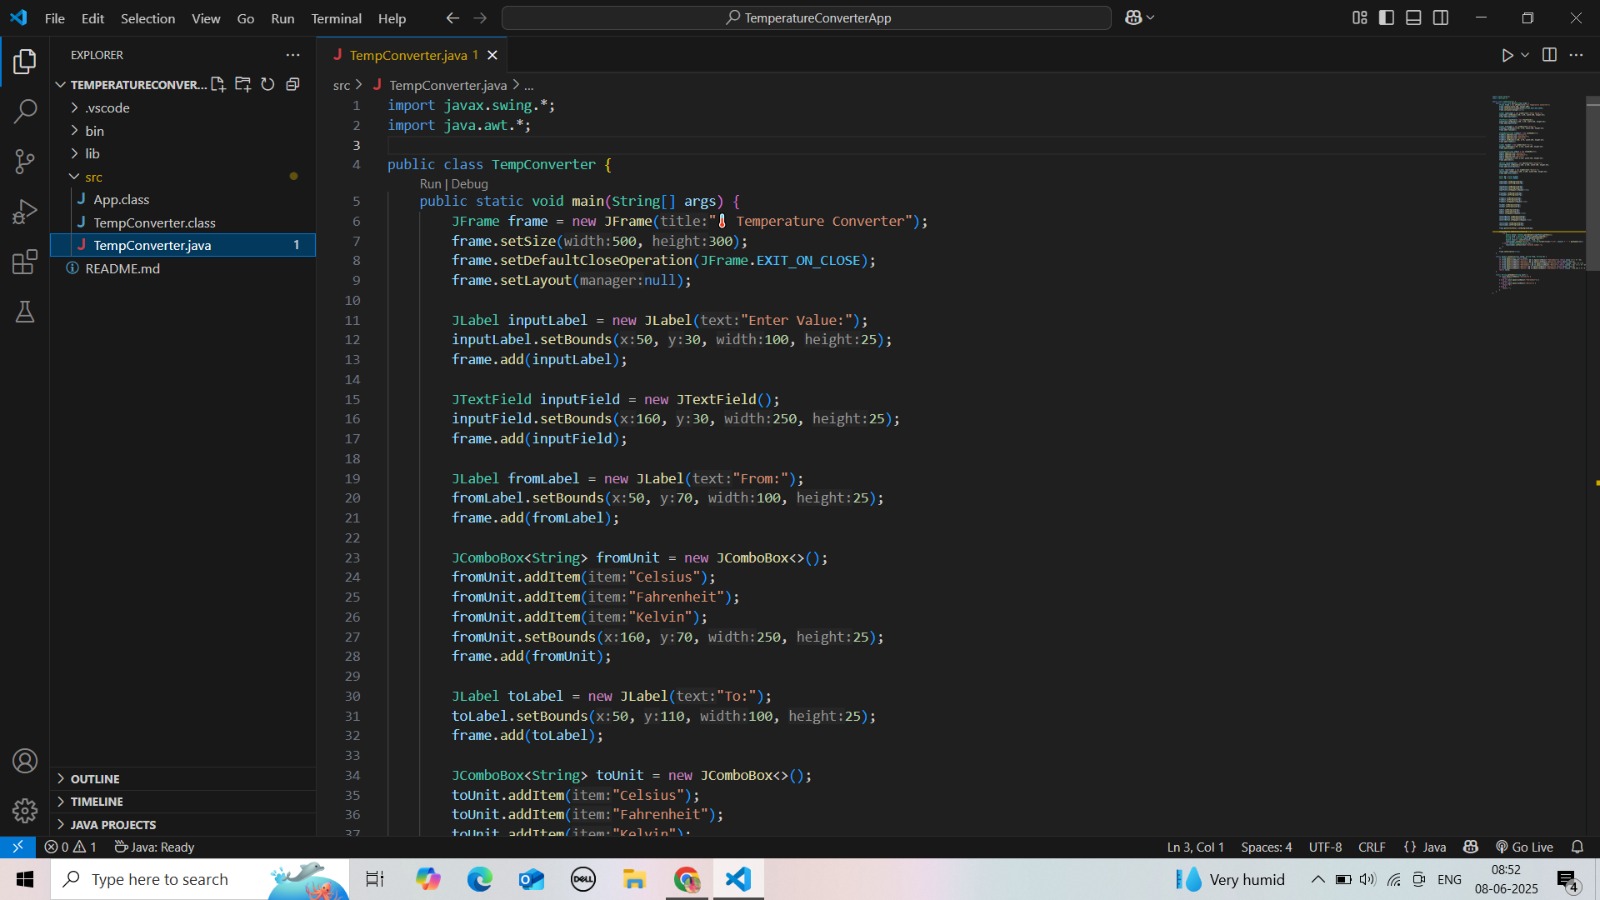 File Edit Selection View Go Run Terminal Help
TemperatureConverterApp
EXPLORER
TEMPERATURECONVER...
.vscode
bin
lib
src
App.class
TempConverter.class
TempConverter.java 1
README.md
OUTLINE
TIMELINE
JAVA PROJECTS
TempConverter.java 1
src > TempConverter.java > ...
1 import javax.swing.*;
2 import java.awt.*;
3
4 public class TempConverter {
Run | Debug
5 public static void main(String[] args) {
6 JFrame frame = new JFrame(title:"🌡 Temperature Converter");
7 frame.setSize(width:500, height:300);
8 frame.setDefaultCloseOperation(JFrame.EXIT_ON_CLOSE);
9 frame.setLayout(manager:null);
10
11 JLabel inputLabel = new JLabel(text:"Enter Value:");
12 inputLabel.setBounds(x:50, y:30, width:100, height:25);
13 frame.add(inputLabel);
14
15 JTextField inputField = new JTextField();
16 inputField.setBounds(x:160, y:30, width:250, height:25);
17 frame.add(inputField);
18
19 JLabel fromLabel = new JLabel(text:"From:");
20 fromLabel.setBounds(x:50, y:70, width:100, height:25);
21 frame.add(fromLabel);
22
23 JComboBox<String> fromUnit = new JComboBox<>();
24 fromUnit.addItem(item:"Celsius");
25 fromUnit.addItem(item:"Fahrenheit");
26 fromUnit.addItem(item:"Kelvin");
27 fromUnit.setBounds(x:160, y:70, width:250, height:25);
28 frame.add(fromUnit);
29
30 JLabel toLabel = new JLabel(text:"To:");
31 toLabel.setBounds(x:50, y:110, width:100, height:25);
32 frame.add(toLabel);
33
34 JComboBox<String> toUnit = new JComboBox<>();
35 toUnit.addItem(item:"Celsius");
36 toUnit.addItem(item:"Fahrenheit");
37 toUnit.addItem(item:"Kelvin");
0 1 Java: Ready
Ln 3, Col 1 Spaces: 4 UTF-8 CRLF {} Java Go Live
Type here to search
DELL
Very humid
ENG
08:52
08-06-2025
4